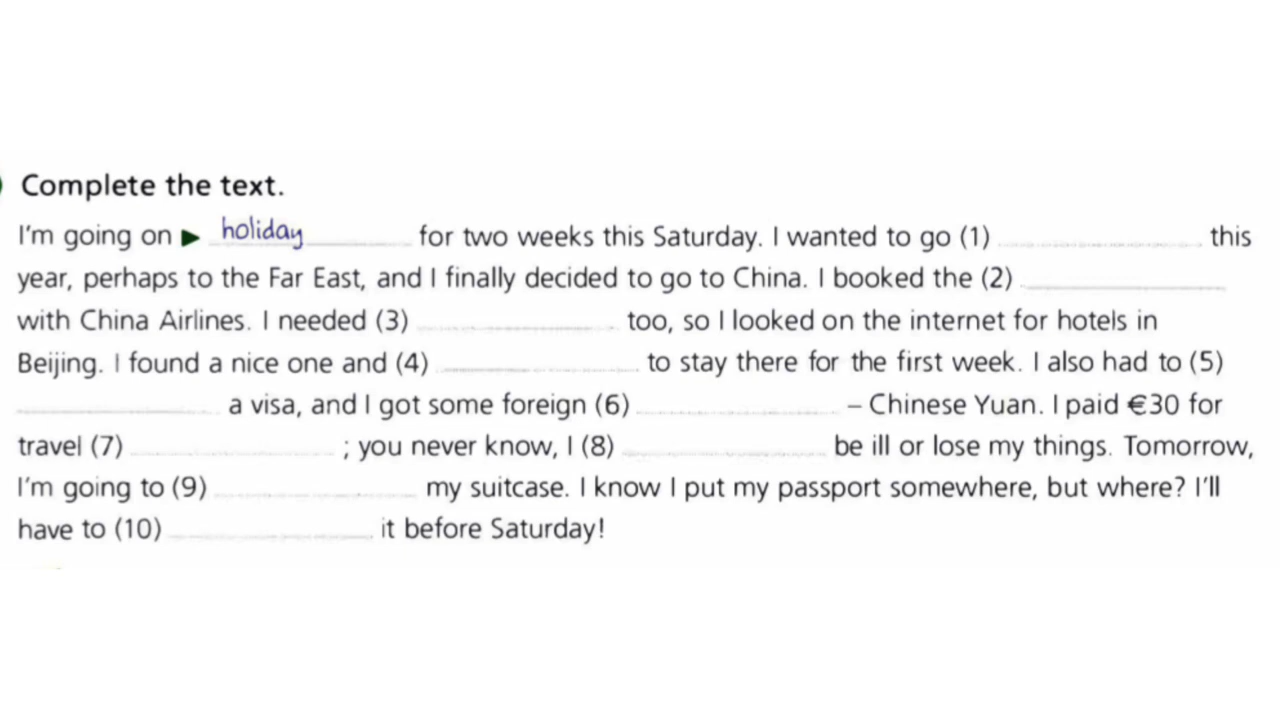 Complete the text.
I'm going on ► holiday for two weeks this Saturday. I wanted to go (1) this
year, perhaps to the Far East, and I finally decided to go to China. I booked the (2)
with China Airlines. I needed (3) too, so I looked on the internet for hotels in
Beijing. I found a nice one and (4) to stay there for the first week. I also had to (5)
a visa, and I got some foreign (6) – Chinese Yuan. I paid €30 for
travel (7) ; you never know, I (8) be ill or lose my things. Tomorrow,
I'm going to (9) my suitcase. I know I put my passport somewhere, but where? I'll
have to (10) it before Saturday!